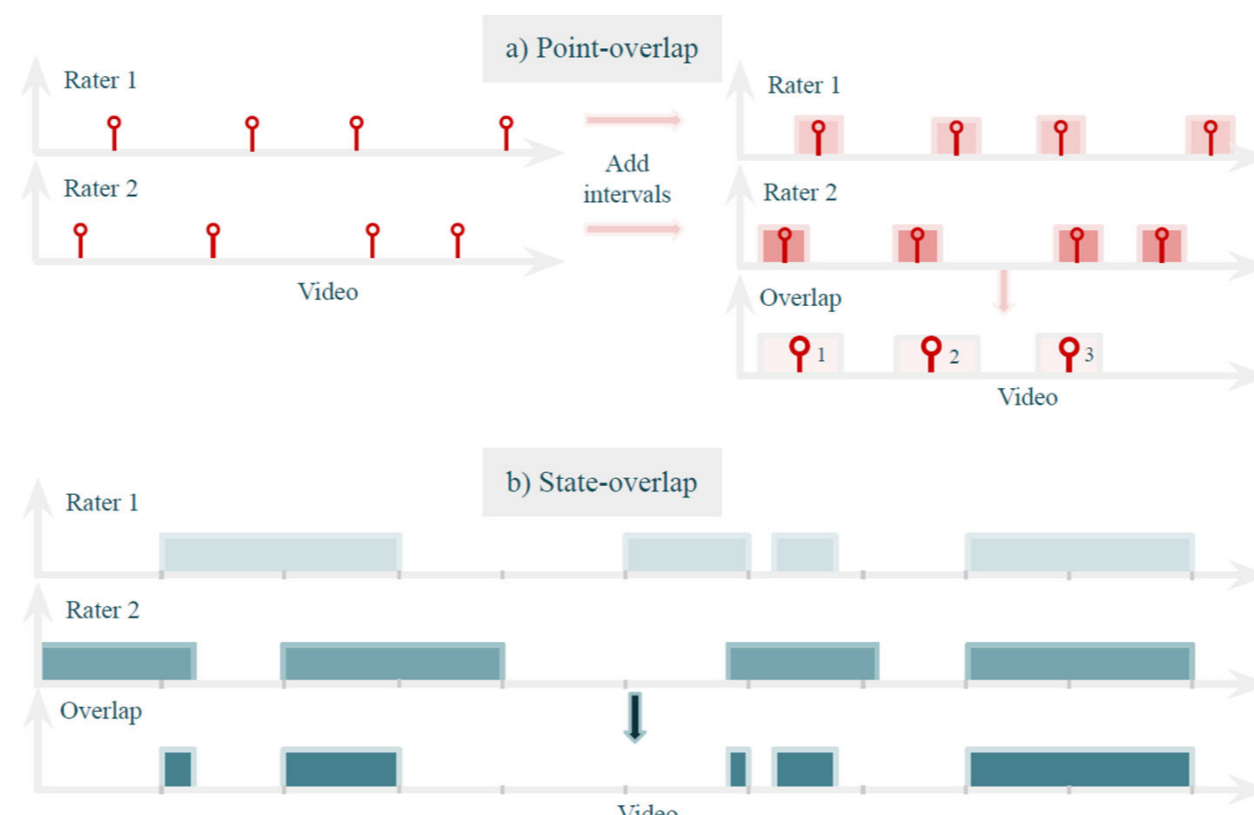 a) Point-overlap
Rater 1
Rater 2
Add
intervals
Video
Rater 1
Rater 2
Overlap
1
2
3
Video
b) State-overlap
Rater 1
Rater 2
Overlap
Video